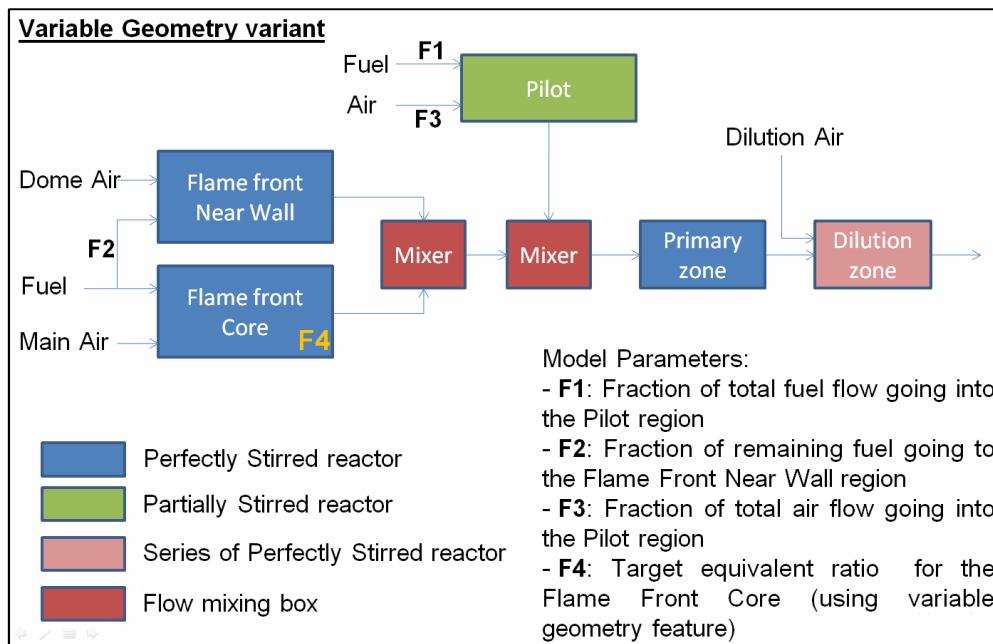 Variable Geometry variant
Fuel
F1
Air
F3
Pilot
Dilution Air
Dome Air
Flame front
Near Wall
F2
Fuel
Flame front
Core
F4
Main Air
Mixer
Mixer
Primary
zone
Dilution
zone
Perfectly Stirred reactor
Partially Stirred reactor
Series of Perfectly Stirred reactor
Flow mixing box
Model Parameters:
- F1: Fraction of total fuel flow going into
the Pilot region
- F2: Fraction of remaining fuel going to
the Flame Front Near Wall region
- F3: Fraction of total air flow going into
the Pilot region
- F4: Target equivalent ratio for the
Flame Front Core (using variable
geometry feature)